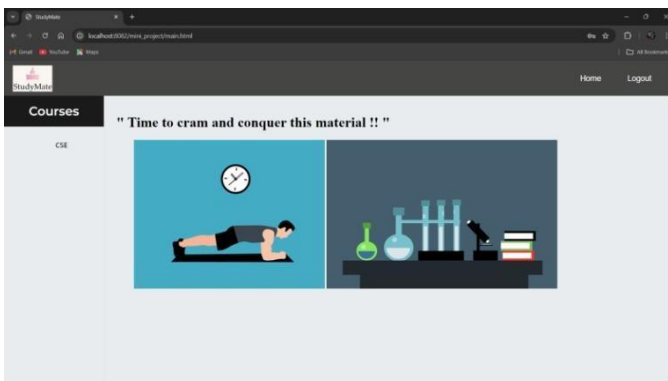 StudyMate
localhost:3002/mini_project/main.html
Gmail YouTube Maps
All Bookmarks
StudyMate
Home Logout
Courses
CSE
" Time to cram and conquer this material !! "